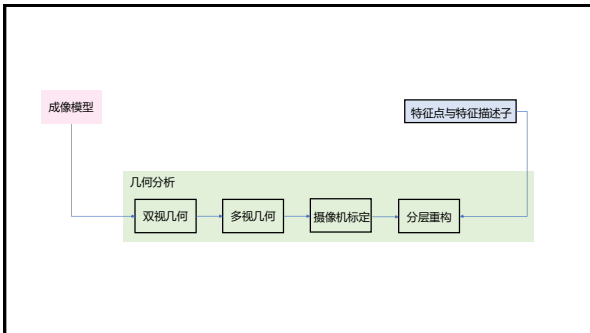 成像模型
特征点与特征描述子
几何分析
双视几何
多视几何
摄像机标定
分层重构